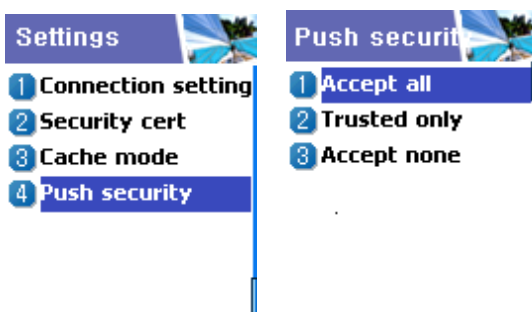 Settings
1 Connection setting
2 Security cert
3 Cache mode
4 Push security
Push securit
1 Accept all
2 Trusted only
3 Accept none